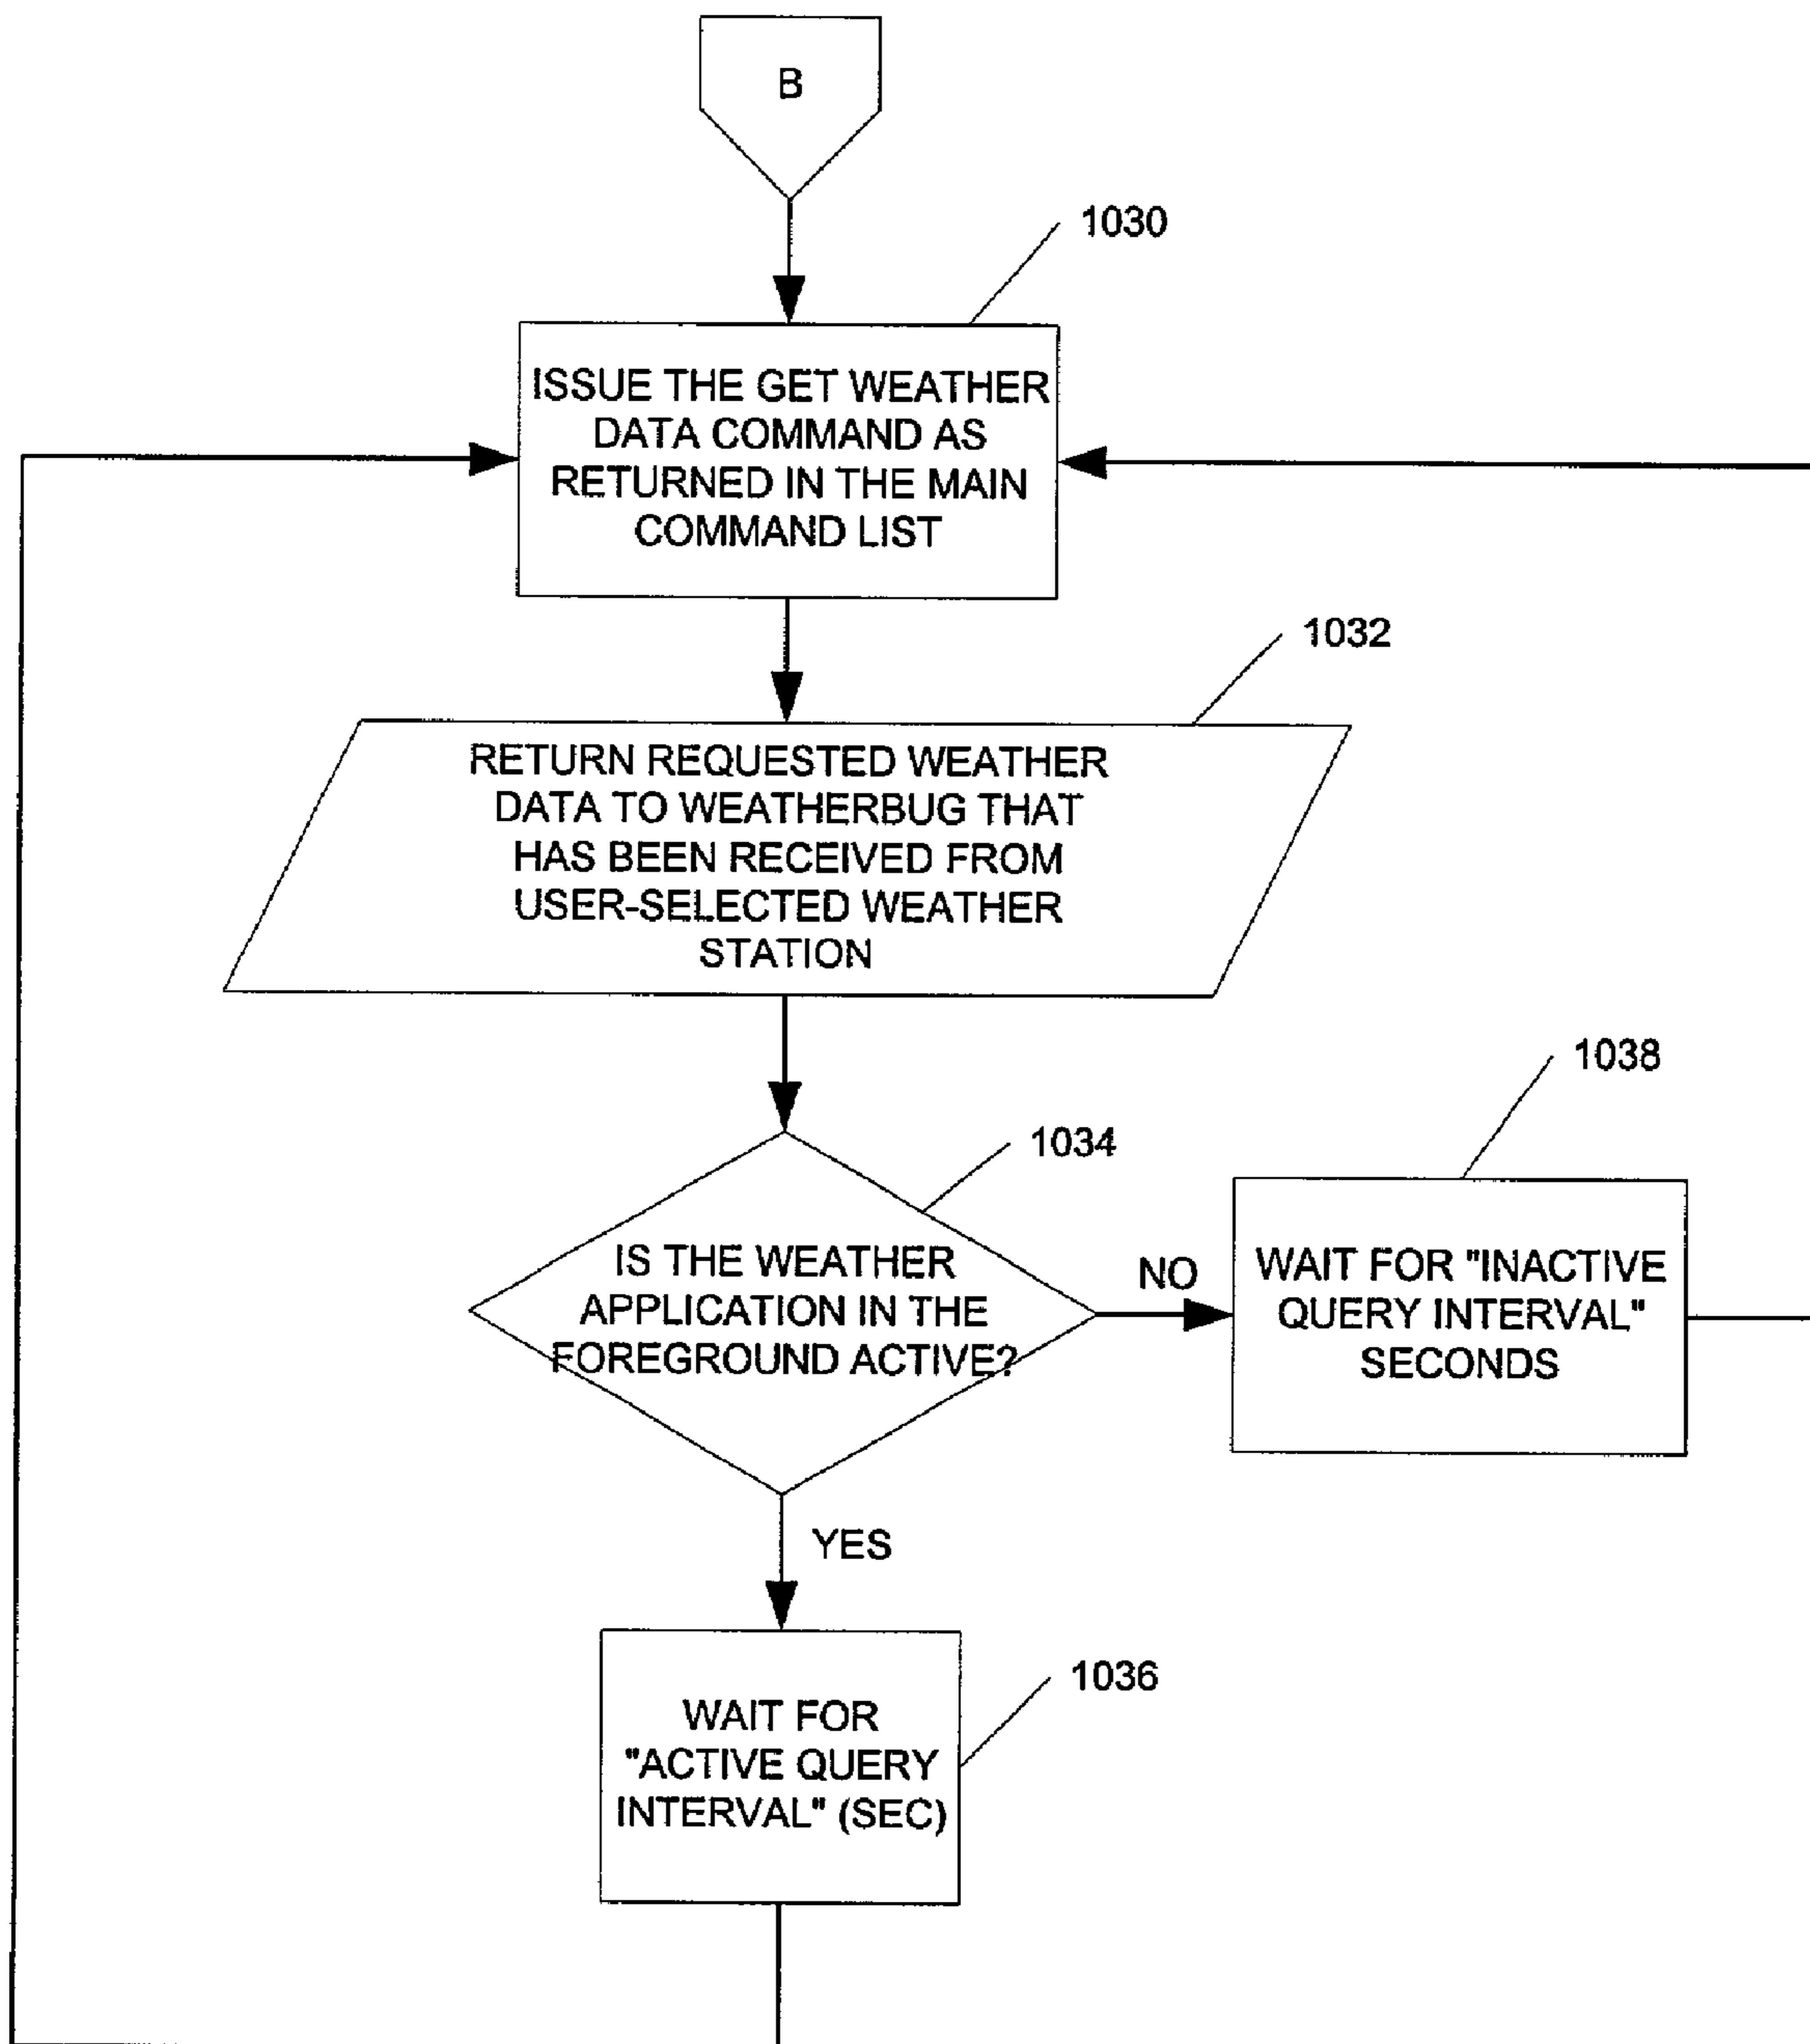 B
1030
ISSUE THE GET WEATHER
DATA COMMAND AS
RETURNED IN THE MAIN
COMMAND LIST
1032
RETURN REQUESTED WEATHER
DATA TO WEATHERBUG THAT
HAS BEEN RECEIVED FROM
USER-SELECTED WEATHER
STATION
1034
IS THE WEATHER
APPLICATION IN THE
FOREGROUND ACTIVE?
NO
1038
WAIT FOR "INACTIVE
QUERY INTERVAL"
SECONDS
YES
1036
WAIT FOR
"ACTIVE QUERY
INTERVAL" (SEC)